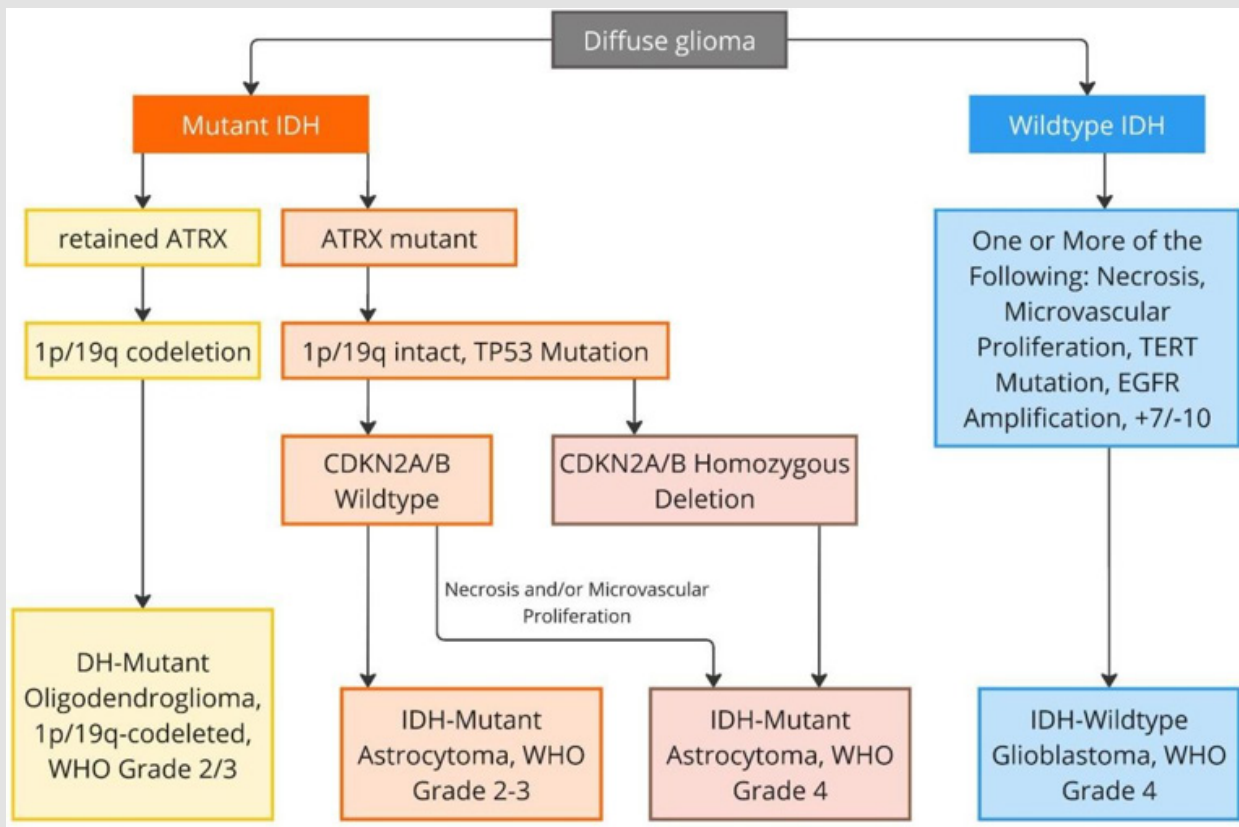 Diffuse glioma
Mutant IDH
Wildtype IDH
retained ATRX
ATRX mutant
One or More of the
Following: Necrosis,
Microvascular
Proliferation, TERT
Mutation, EGFR
Amplification, +7/-10
1p/19q codeletion
1p/19q intact, TP53 Mutation
CDKN2A/B
Wildtype
CDKN2A/B Homozygous
Deletion
Necrosis and/or Microvascular
Proliferation
DH-Mutant
Oligodendroglioma,
1p/19q-codeleted,
WHO Grade 2/3
IDH-Mutant
Astrocytoma, WHO
Grade 2-3
IDH-Mutant
Astrocytoma, WHO
Grade 4
IDH-Wildtype
Glioblastoma, WHO
Grade 4